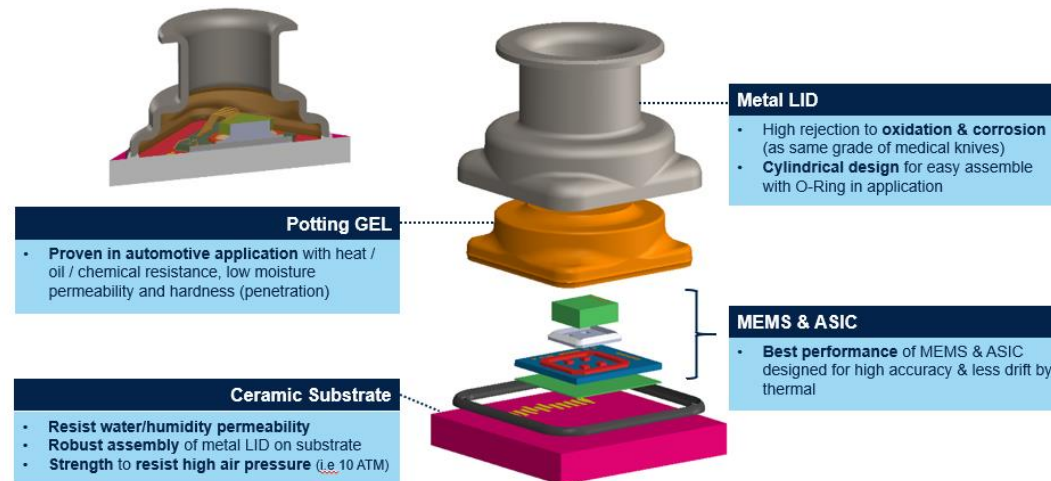 Metal LID
• High rejection to oxidation & corrosion
(as same grade of medical knives)
• Cylindrical design for easy assemble
with O-Ring in application
Potting GEL
• Proven in automotive application with heat /
oil / chemical resistance, low moisture
permeability and hardness (penetration)
MEMS & ASIC
• Best performance of MEMS & ASIC
designed for high accuracy & less drift by
thermal
Ceramic Substrate
• Resist water/humidity permeability
• Robust assembly of metal LID on substrate
• Strength to resist high air pressure (i.e 10 ATM)